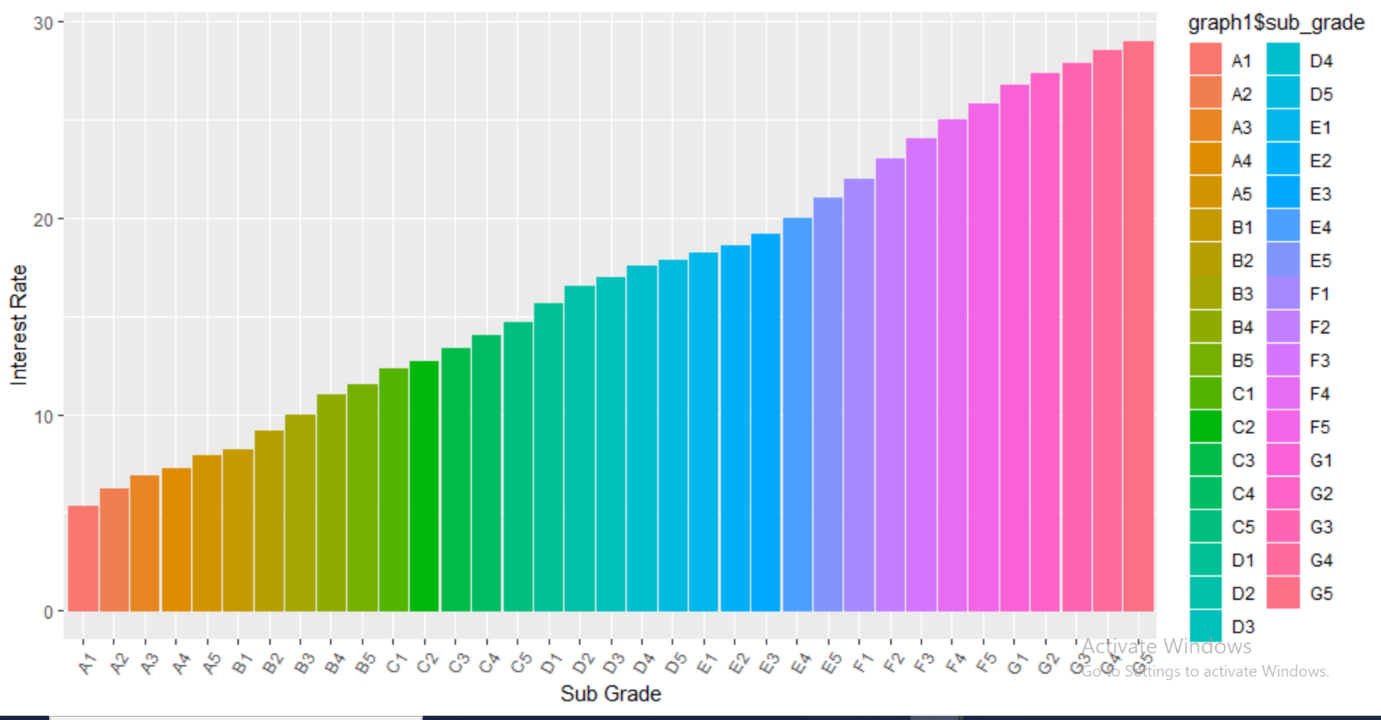 30
20
10
0
Interest Rate
A1 A2 A3 A4 A5 B1 B2 B3 B4 B5 C1 C2 C3 C4 C5 D1 D2 D3 D4 D5 E1 E2 E3 E4 E5 F1 F2 F3 F4 F5 G1 G2 G3 G4 G5
Sub Grade
graph1$sub_grade
A1 D4
A2 D5
A3 E1
A4 E2
A5 E3
B1 E4
B2 E5
B3 F1
B4 F2
B5 F3
C1 F4
C2 F5
C3 G1
C4 G2
C5 G3
D1 G4
D2 G5
D3
Activate Windows
Go to Settings to activate Windows.